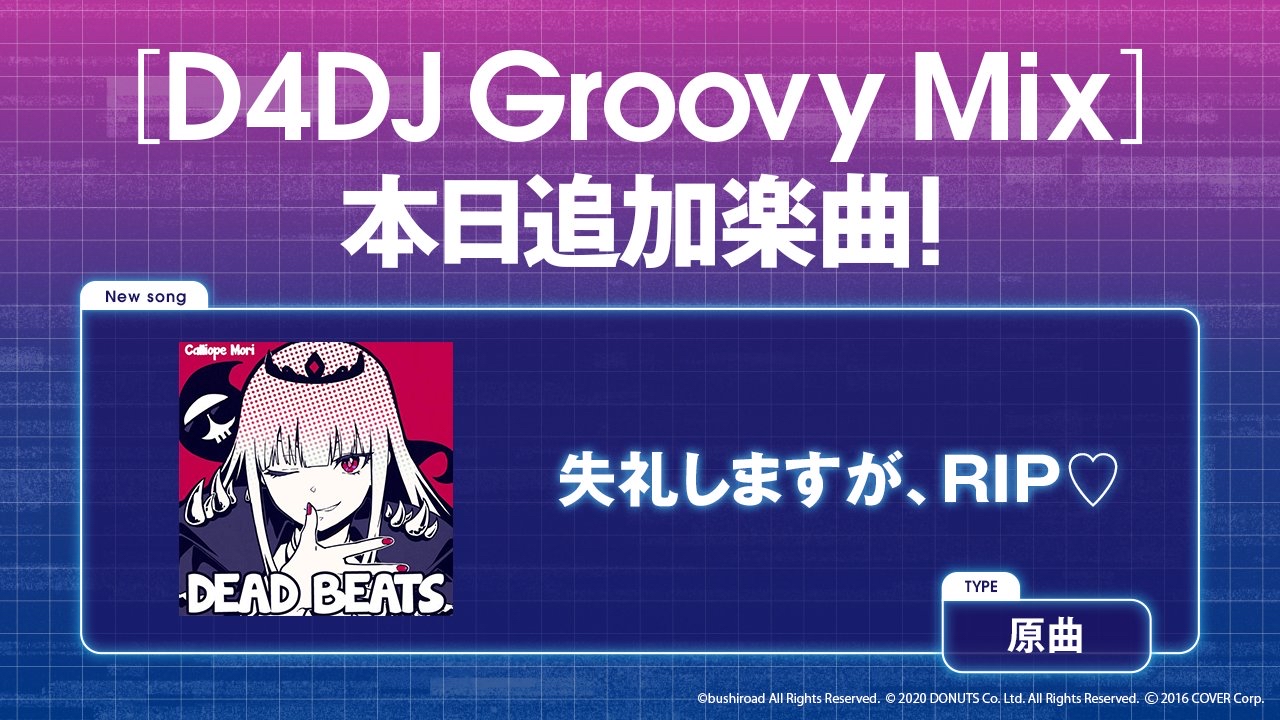 [D4DJ Groovy Mix]
本日追加楽曲!
New song
Calliope Mori
DEAD BEATS
失礼しますが、RIP♡
TYPE
原曲
©bushiroad All Rights Reserved. © 2020 DONUTS Co. Ltd. All Rights Reserved. © 2016 COVER Corp.